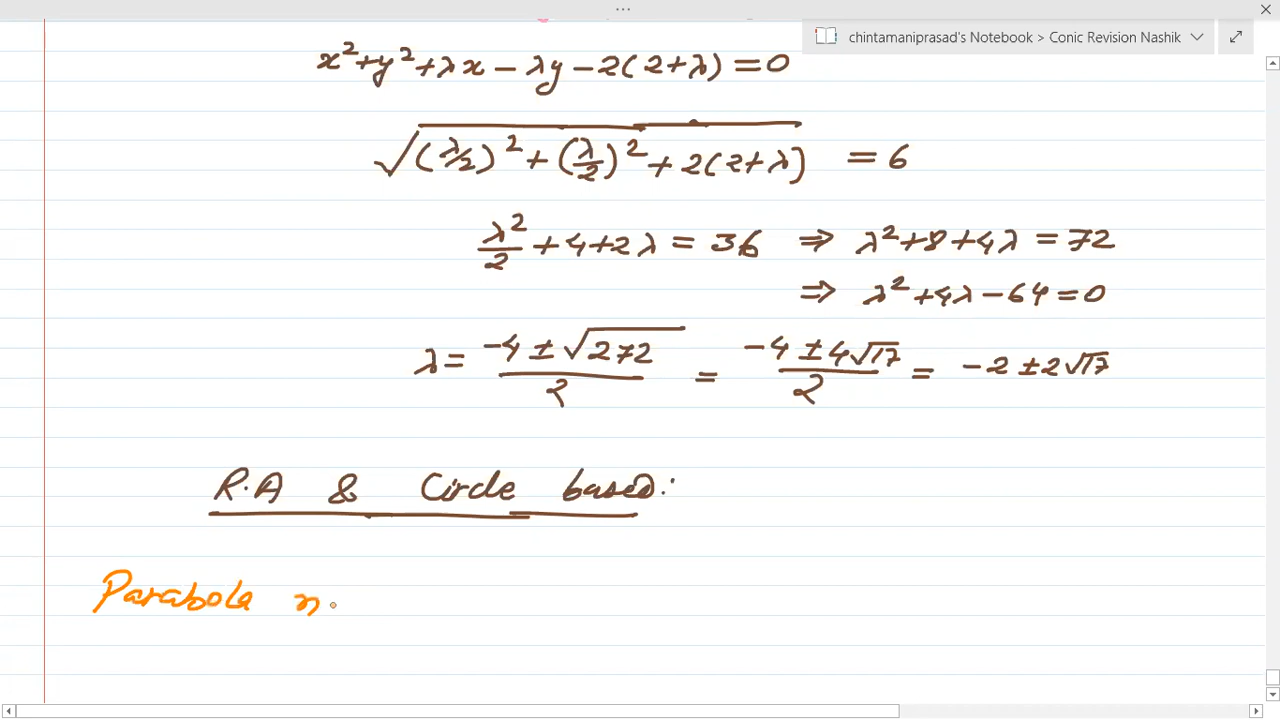 chintamaniprasad's Notebook > Conic Revision Nashik
x²+y²+λx-λy-2(2+λ)=0
√((λ/2)²+(λ/2)²+2(2+λ)) = 6
λ²/2+4+2λ=36 ⇒ λ²+8+4λ=72
⇒ λ²+4λ-64=0
λ= (-4±√272)/2 = (-4±4√17)/2 = -2±2√17
R.A & Circle based:
Parabola